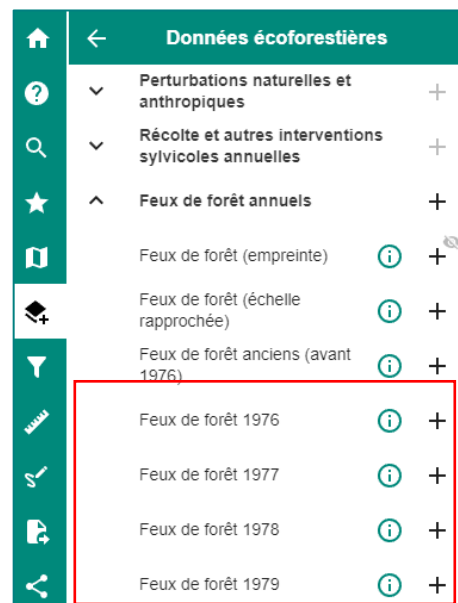 Données écoforestières
Perturbations naturelles et
anthropiques
Récolte et autres interventions
sylvicoles annuelles
Feux de forêt annuels
Feux de forêt (empreinte)
Feux de forêt (échelle
rapprochée)
Feux de forêt anciens (avant
1976)
Feux de forêt 1976
Feux de forêt 1977
Feux de forêt 1978
Feux de forêt 1979